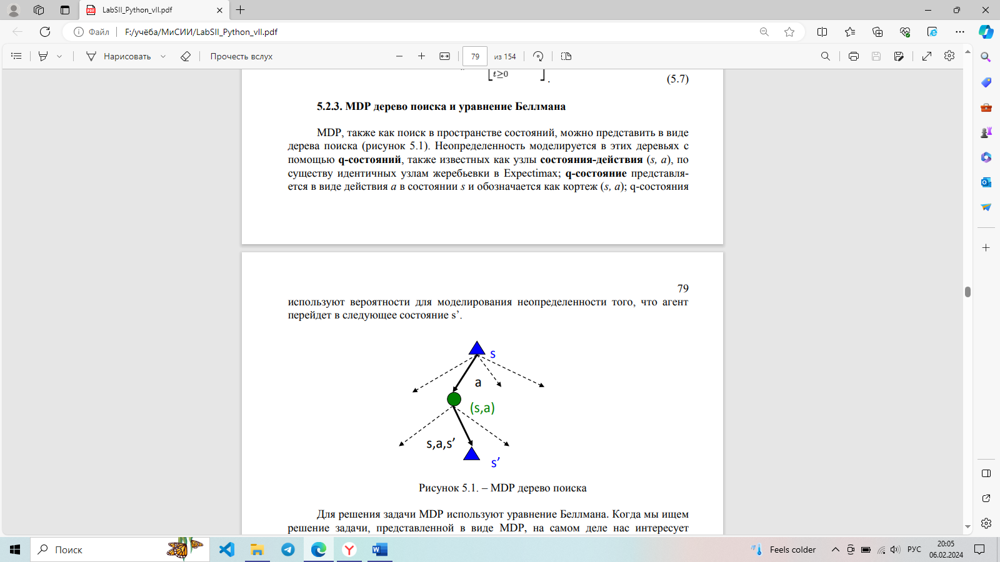 LabSII_Python_vII.pdf
Файл
F:/учёба/МиСИИ/LabSII_Python_vII.pdf
Нарисовать
Прочесть вслух
79
из 154
t≥0
.
(5.7)
5.2.3. MDP дерево поиска и уравнение Беллмана
MDP, также как поиск в пространстве состояний, можно представить в виде
дерева поиска (рисунок 5.1). Неопределенность моделируется в этих деревьях с
помощью q-состояний, также известных как узлы состояния-действия (s, a), по
существу идентичных узлам жеребьевки в Expectimax; q-состояние представля-
ется в виде действия a в состоянии s и обозначается как кортеж (s, a); q-состояния
79
используют вероятности для моделирования неопределенности того, что агент
перейдет в следующее состояние s’.
s
a
(s,a)
s,a,s’
s’
Рисунок 5.1. – MDP дерево поиска
Для решения задачи MDP используют уравнение Беллмана. Когда мы ищем
решение задачи, представленной в виде MDP, на самом деле нас интересует
Поиск
Feels colder
РУС
20:05
06.02.2024